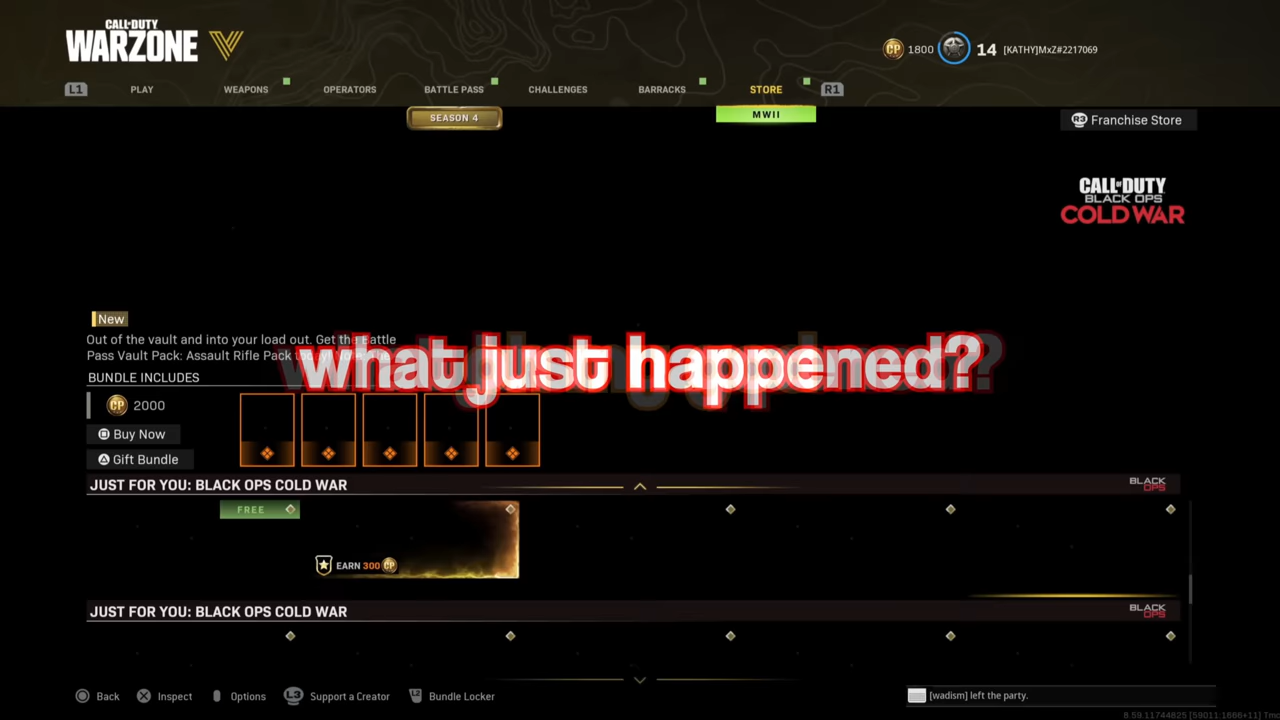 CALL OF DUTY
WARZONE
CP 1800 14 [KATHY]MxZ#2217069
L1 PLAY WEAPONS OPERATORS BATTLE PASS CHALLENGES BARRACKS STORE R1
SEASON 4
MWII
R3 Franchise Store
CALL OF DUTY
BLACK OPS
COLD WAR
New
Out of the vault and into your load out. Get the Battle
Pass Vault Pack: Assault Rifle Pack
what just happened?
BUNDLE INCLUDES
CP 2000
Buy Now
Gift Bundle
JUST FOR YOU: BLACK OPS COLD WAR
BLACK OPS
FREE
EARN 300 CP
JUST FOR YOU: BLACK OPS COLD WAR
BLACK OPS
Back Inspect Options L3 Support a Creator L2 Bundle Locker
[wadism] left the party.